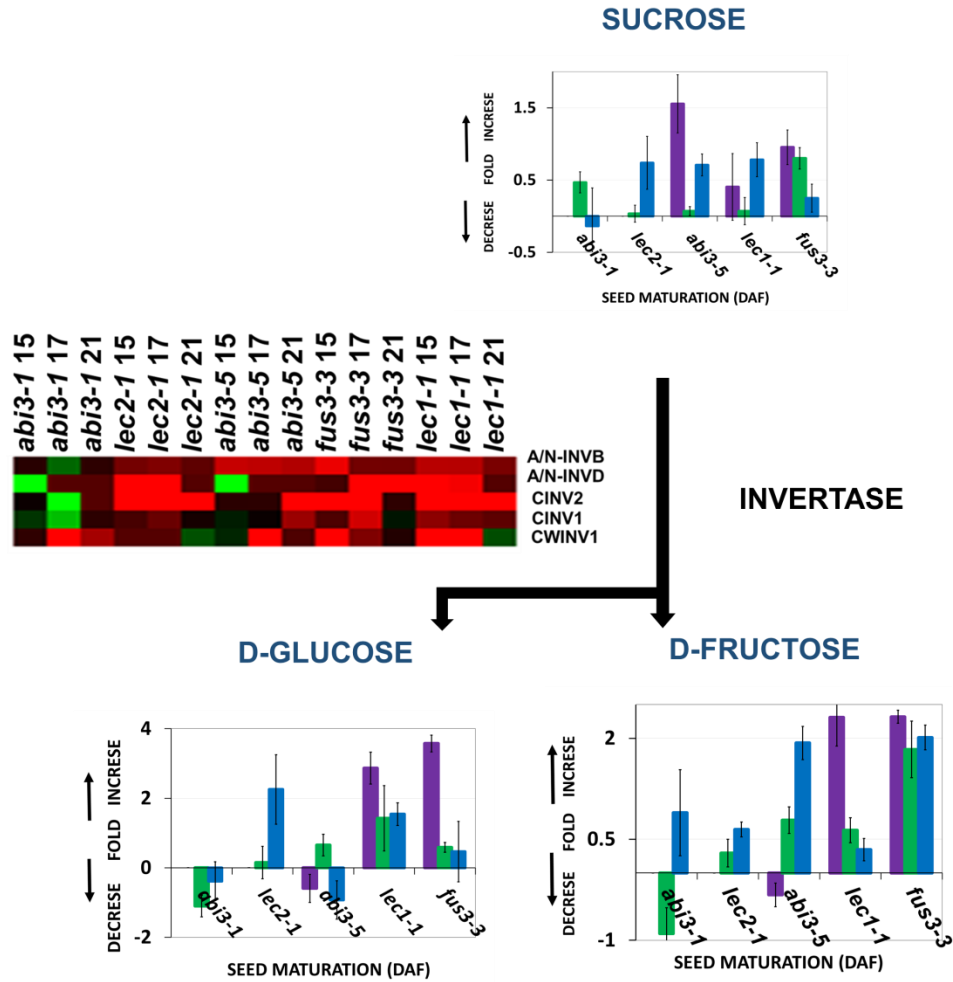 SUCROSE
1.5
0.5
-0.5
DECRESE FOLD INCRESE
abi3-1
lec2-1
abi3-5
lec1-1
fus3-3
SEED MATURATION (DAF)
abi3-1 15
abi3-1 17
abi3-1 21
lec2-1 15
lec2-1 17
lec2-1 21
abi3-5 15
abi3-5 17
abi3-5 21
fus3-3 15
fus3-3 17
fus3-3 21
lec1-1 15
lec1-1 17
lec1-1 21
A/N-INVB
A/N-INVD
CINV2
CINV1
CWINV1
INVERTASE
D-GLUCOSE
4
2
0
-2
DECRESE FOLD INCRESE
abi3-1
lec2-1
abi3-5
lec1-1
fus3-3
SEED MATURATION (DAF)
D-FRUCTOSE
2
0.5
-1
DECRESE FOLD INCRESE
abi3-1
lec2-1
abi3-5
lec1-1
fus3-3
SEED MATURATION (DAF)